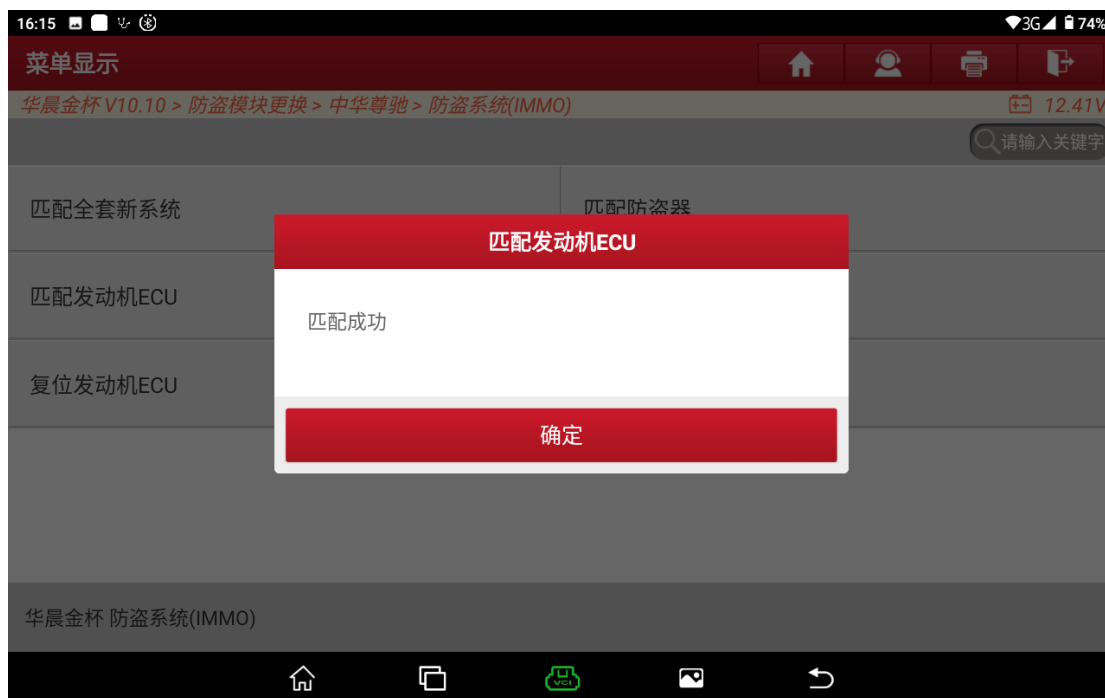 16:15 3G 74%
菜单显示
华晨金杯 V10.10 > 防盗模块更换 > 中华尊驰 > 防盗系统(IMMO) 12.41V
请输入关键字
匹配全套新系统 匹配防盗器
匹配发动机ECU
匹配发动机ECU
匹配成功
复位发动机ECU
确定
华晨金杯 防盗系统(IMMO)
VCI